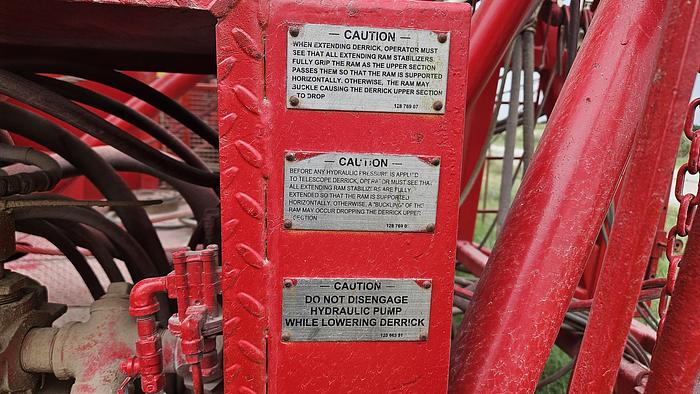 — CAUTION —
WHEN EXTENDING DERRICK, OPERATOR MUST
SEE THAT ALL EXTENDING RAM STABILIZERS
FULLY GRIP THE RAM AS THE UPPER SECTION
PASSES THEM SO THAT THE RAM IS SUPPORTED
HORIZONTALLY. OTHERWISE, THE RAM MAY
BUCKLE CAUSING THE DERRICK UPPER SECTION
TO DROP
128 769 07
— CAUTION —
BEFORE ANY HYDRAULIC PRESSURE IS APPLIED
TO TELESCOPE DERRICK, OPERATOR MUST SEE THAT
ALL EXTENDING RAM STABILIZERS ARE FULLY
EXTENDED SO THAT THE RAM IS SUPPORTED
HORIZONTALLY. OTHERWISE, A "BUCKLING" OF THE
RAM MAY OCCUR DROPPING THE DERRICK UPPER
SECTION
128 769
— CAUTION —
DO NOT DISENGAGE
HYDRAULIC PUMP
WHILE LOWERING DERRICK